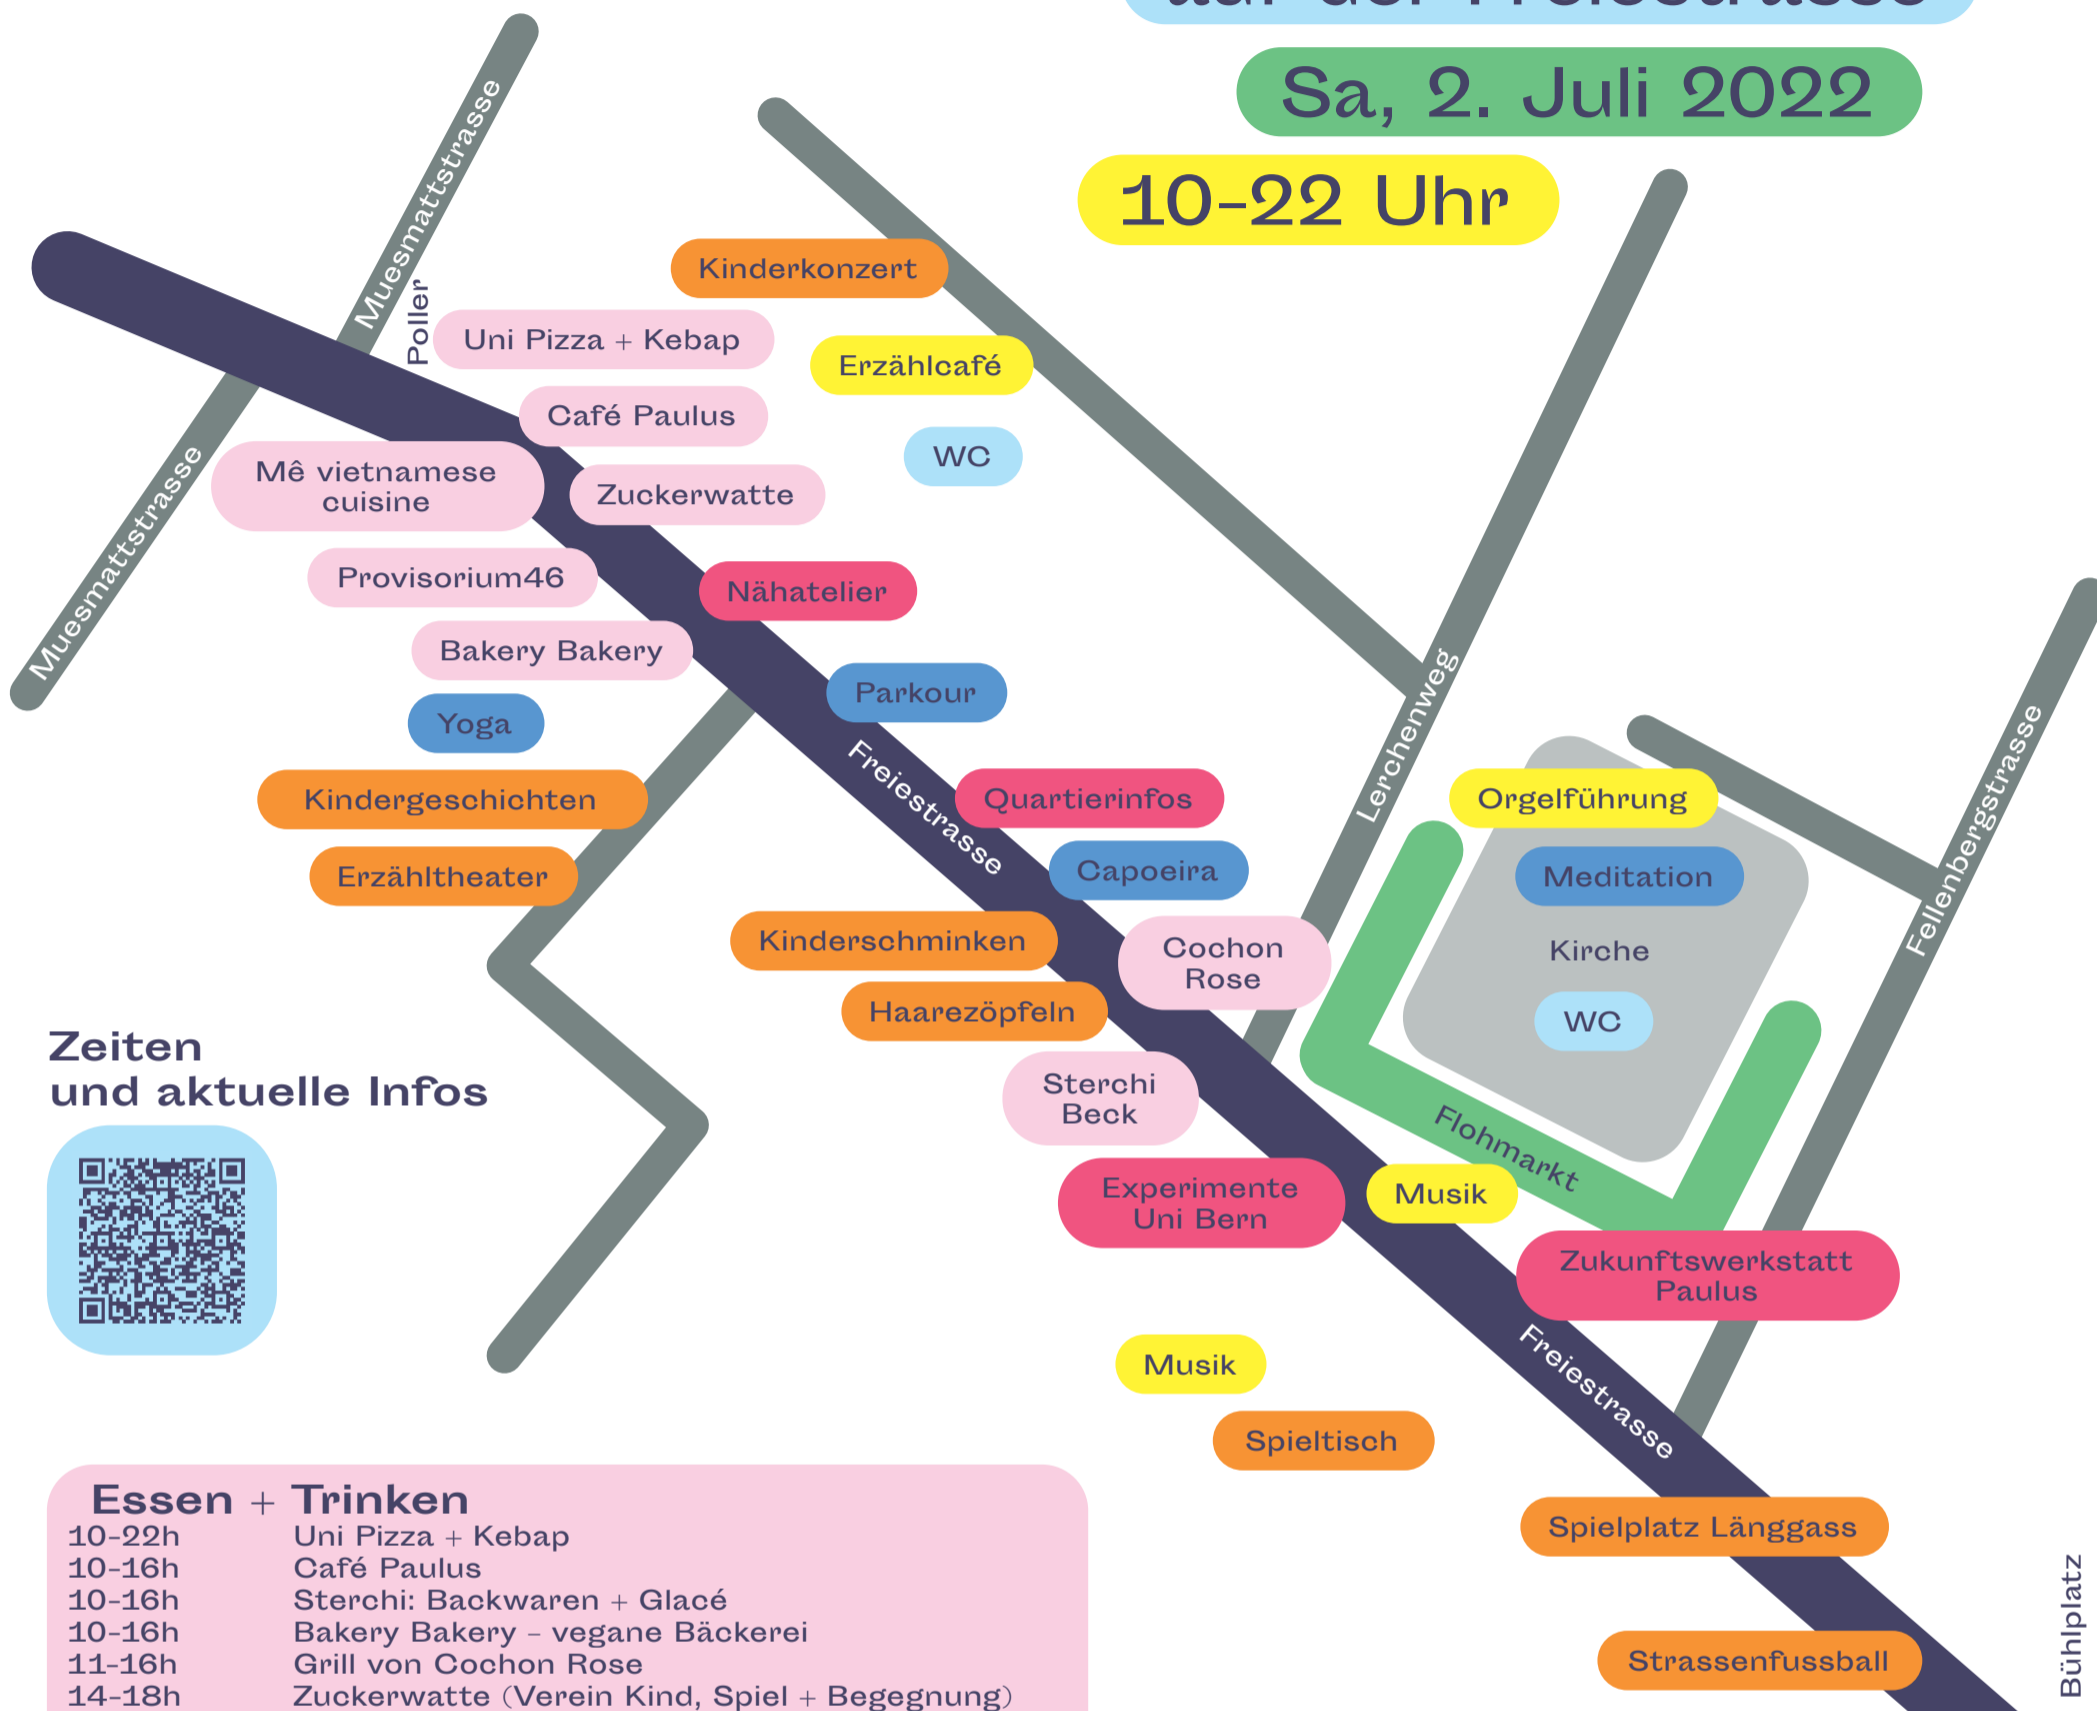 auf der Freiestrasse
Sa, 2. Juli 2022
10–22 Uhr
Muesmattstrasse
Poller
Kinderkonzert
Uni Pizza + Kebap
Erzählcafé
Café Paulus
WC
Mê vietnamese
cuisine
Zuckerwatte
Muesmattstrasse
Provisorium46
Nähatelier
Bakery Bakery
Parkour
Yoga
Freiestrasse
Lerchenweg
Fellenbergstrasse
Kindergeschichten
Quartierinfos
Orgelführung
Erzähltheater
Capoeira
Meditation
Kinderschminken
Cochon
Rose
Kirche
Haarezöpfeln
WC
Zeiten
und aktuelle Infos
Sterchi
Beck
Flohmarkt
Experimente
Uni Bern
Musik
Zukunftswerkstatt
Paulus
Musik
Freiestrasse
Spieltisch
Spielplatz Länggass
Strassenfussball
Bühlplatz
Essen + Trinken
10-22h Uni Pizza + Kebap
10-16h Café Paulus
10-16h Sterchi: Backwaren + Glacé
10-16h Bakery Bakery – vegane Bäckerei
11-16h Grill von Cochon Rose
14-18h Zuckerwatte (Verein Kind, Spiel + Begegnung)